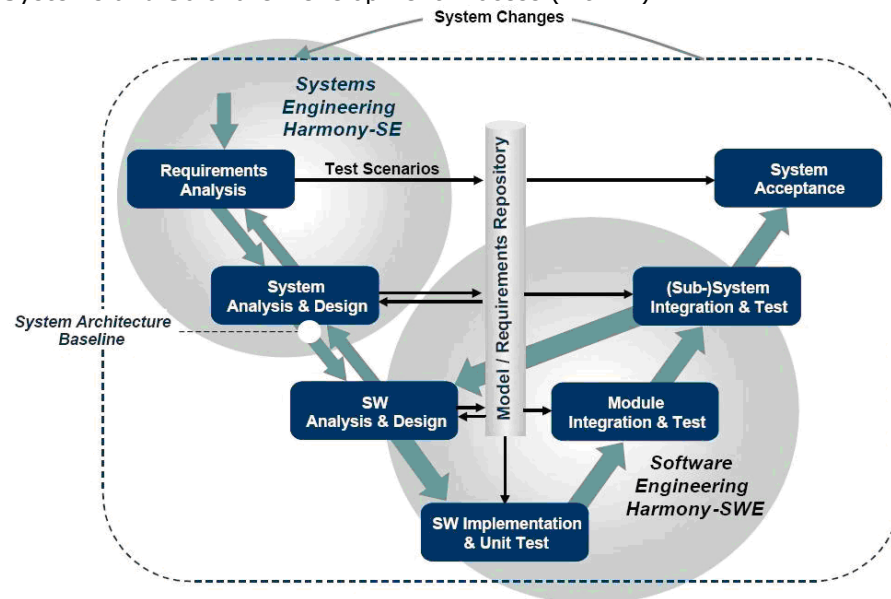 System Changes
Systems
Engineering
Harmony-SE
Requirements
Analysis
Test Scenarios
Model / Requirements Repository
System
Acceptance
System
Analysis & Design
(Sub-)System
Integration & Test
System Architecture
Baseline
SW
Analysis & Design
Module
Integration & Test
Software
Engineering
Harmony-SWE
SW Implementation
& Unit Test